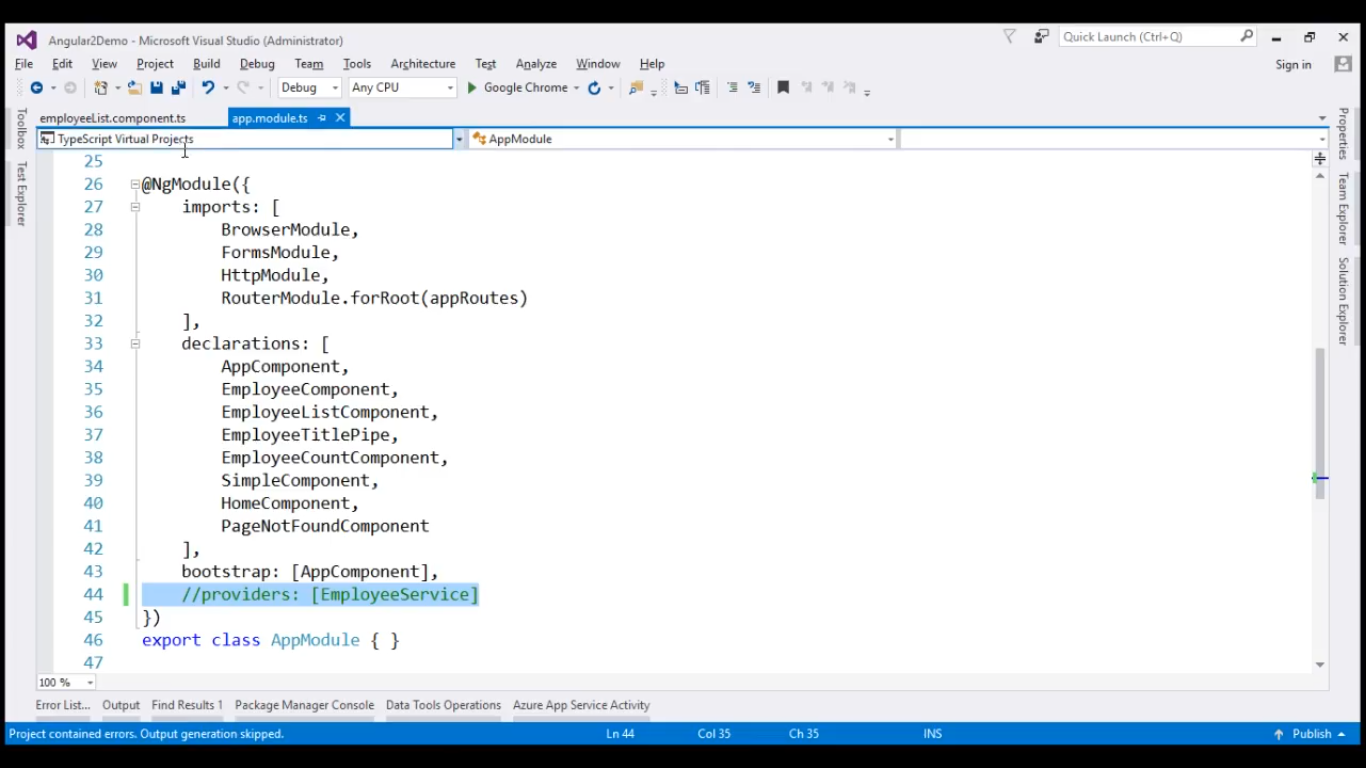 Angular2Demo - Microsoft Visual Studio (Administrator)
Quick Launch (Ctrl+Q)
File Edit View Project Build Debug Team Tools Architecture Test Analyze Window Help
Sign in
Debug Any CPU Google Chrome
employeeList.component.ts app.module.ts
TypeScript Virtual Projects AppModule
Toolbox
Test Explorer
Properties
Team Explorer
Solution Explorer
25
26 @NgModule({
27 imports: [
28 BrowserModule,
29 FormsModule,
30 HttpModule,
31 RouterModule.forRoot(appRoutes)
32 ],
33 declarations: [
34 AppComponent,
35 EmployeeComponent,
36 EmployeeListComponent,
37 EmployeeTitlePipe,
38 EmployeeCountComponent,
39 SimpleComponent,
40 HomeComponent,
41 PageNotFoundComponent
42 ],
43 bootstrap: [AppComponent],
44 //providers: [EmployeeService]
45 })
46 export class AppModule { }
47
100 %
Error List... Output Find Results 1 Package Manager Console Data Tools Operations Azure App Service Activity
Project contained errors. Output generation skipped. Ln 44 Col 35 Ch 35 INS Publish